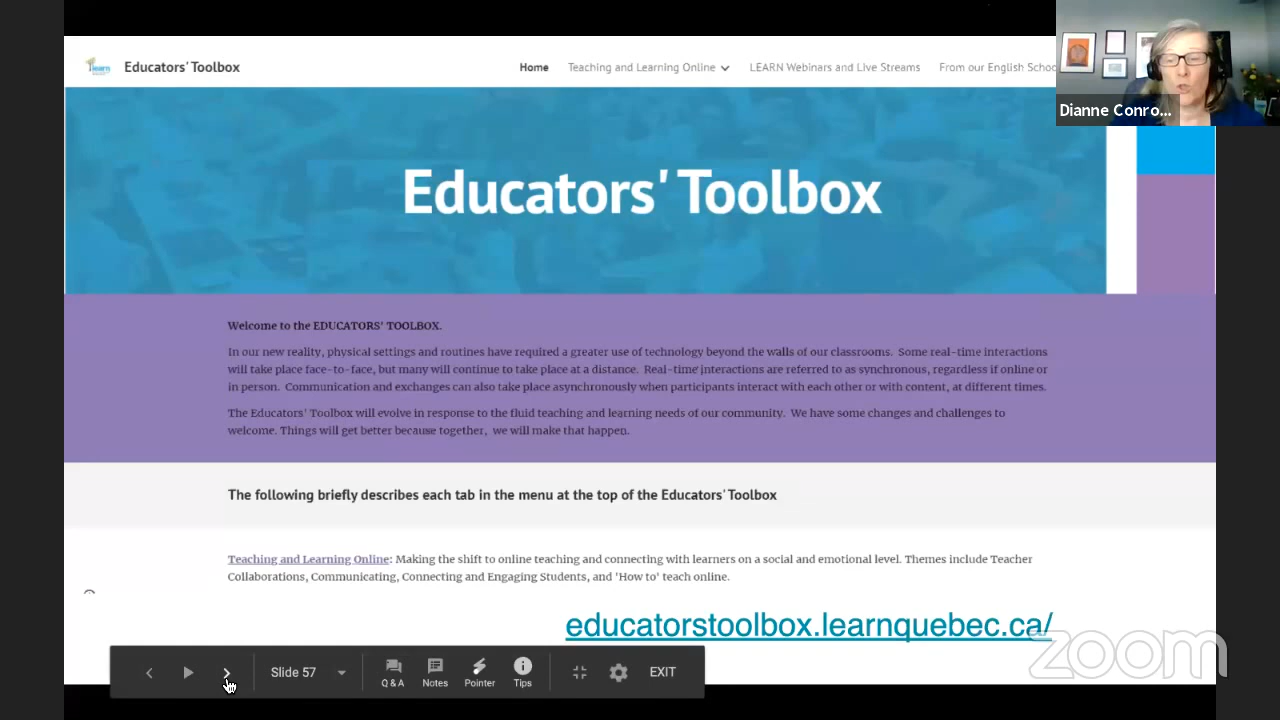 learn
Educators' Toolbox
Home
Teaching and Learning Online
LEARN Webinars and Live Streams
From our English Schoo
Dianne Conro...
Educators' Toolbox
Welcome to the EDUCATORS' TOOLBOX.
In our new reality, physical settings and routines have required a greater use of technology beyond the walls of our classrooms. Some real-time interactions
will take place face-to-face, but many will continue to take place at a distance. Real-time interactions are referred to as synchronous, regardless if online or
in person. Communication and exchanges can also take place asynchronously when participants interact with each other or with content, at different times.
The Educators' Toolbox will evolve in response to the fluid teaching and learning needs of our community. We have some changes and challenges to
welcome. Things will get better because together, we will make that happen.
The following briefly describes each tab in the menu at the top of the Educators' Toolbox
Teaching and Learning Online: Making the shift to online teaching and connecting with learners on a social and emotional level. Themes include Teacher
Collaborations, Communicating, Connecting and Engaging Students, and 'How to' teach online.
educatorstoolbox.learnquebec.ca/
zoom
Slide 57
Q & A
Notes
Pointer
Tips
EXIT